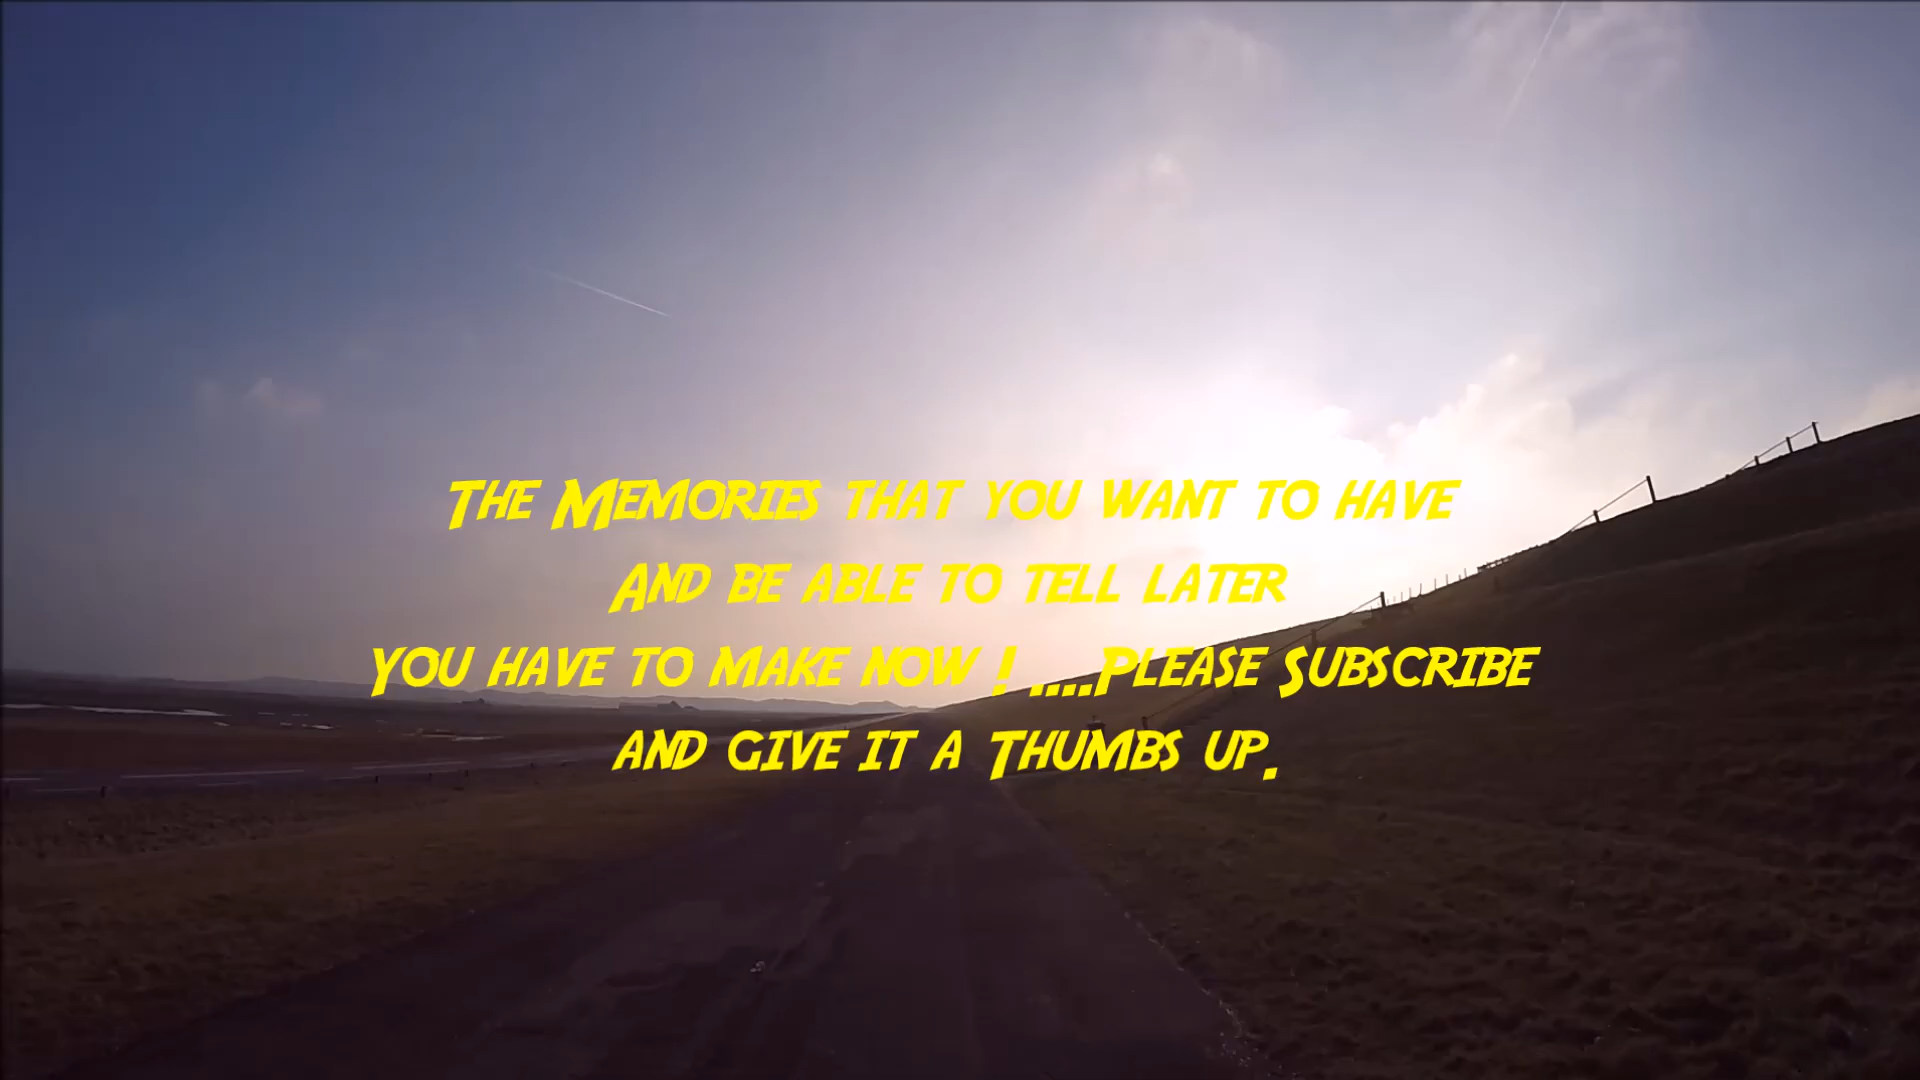 The Memories that you want to have
And be able to tell later
you have to make now ! ....Please Subscribe
and give it a Thumbs up.